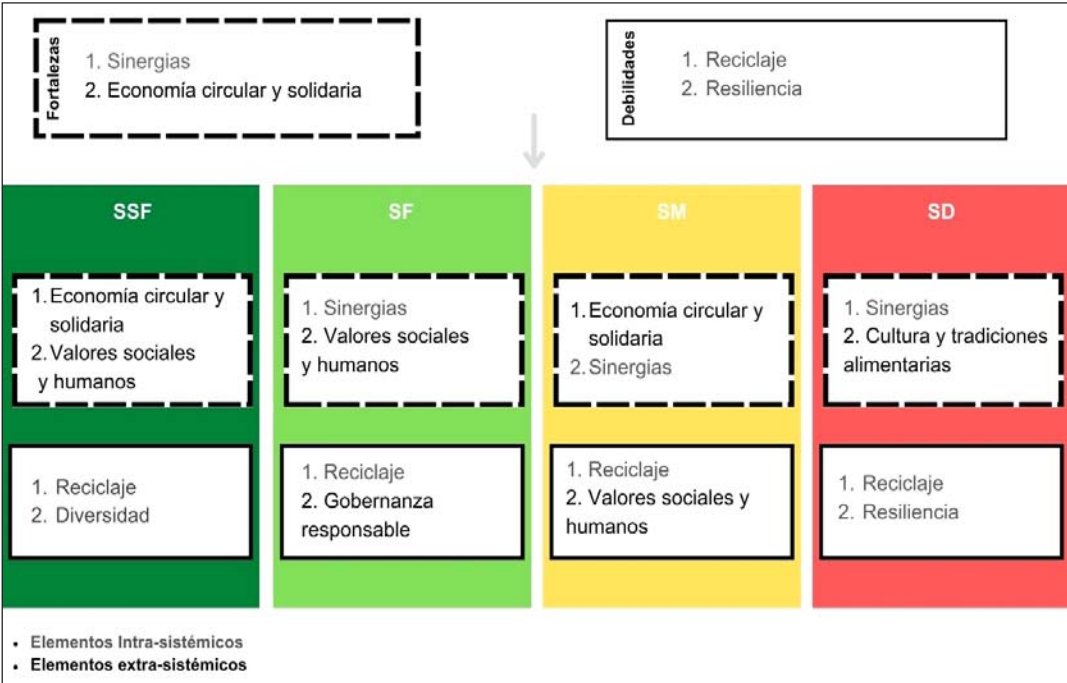 Fortalezas
1. Sinergias
2. Economía circular y solidaria
Debilidades
1. Reciclaje
2. Resiliencia
SSF
1. Economía circular y
solidaria
2. Valores sociales
y humanos
1. Reciclaje
2. Diversidad
SF
1. Sinergias
2. Valores sociales
y humanos
1. Reciclaje
2. Gobernanza
responsable
SM
1. Economía circular y
solidaria
2. Sinergias
1. Reciclaje
2. Valores sociales y
humanos
SD
1. Sinergias
2. Cultura y tradiciones
alimentarias
1. Reciclaje
2. Resiliencia
• Elementos Intra-sistémicos
• Elementos extra-sistémicos